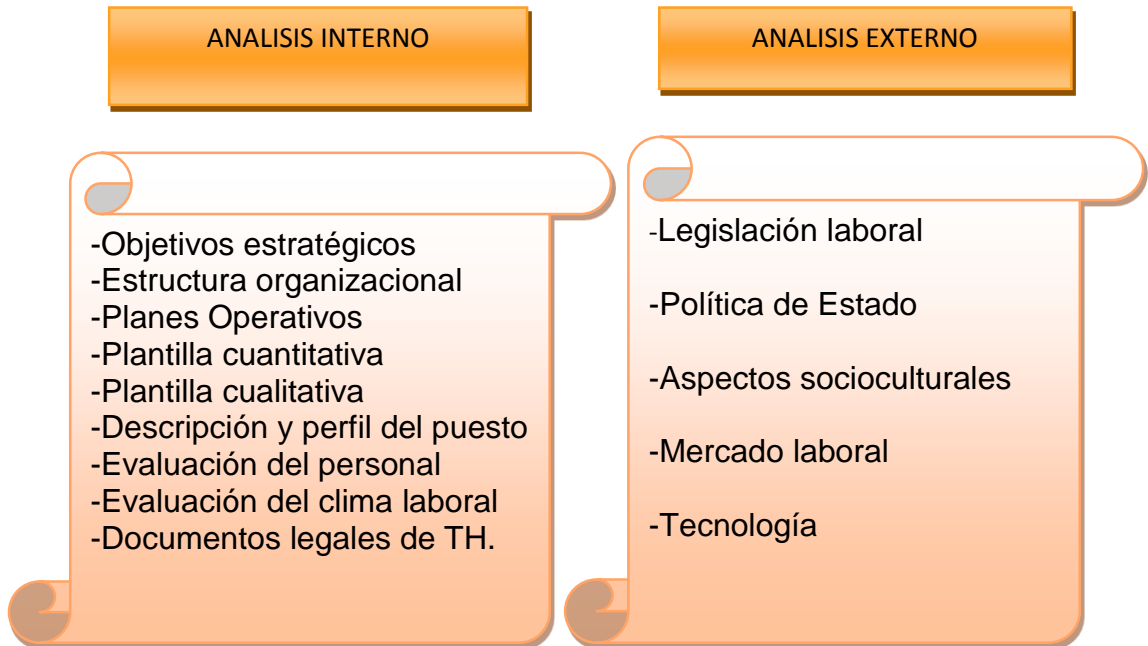 ANALISIS INTERNO
-Objetivos estratégicos
-Estructura organizacional
-Planes Operativos
-Plantilla cuantitativa
-Plantilla cualitativa
-Descripción y perfil del puesto
-Evaluación del personal
-Evaluación del clima laboral
-Documentos legales de TH.
ANALISIS EXTERNO
-Legislación laboral
-Política de Estado
-Aspectos socioculturales
-Mercado laboral
-Tecnología